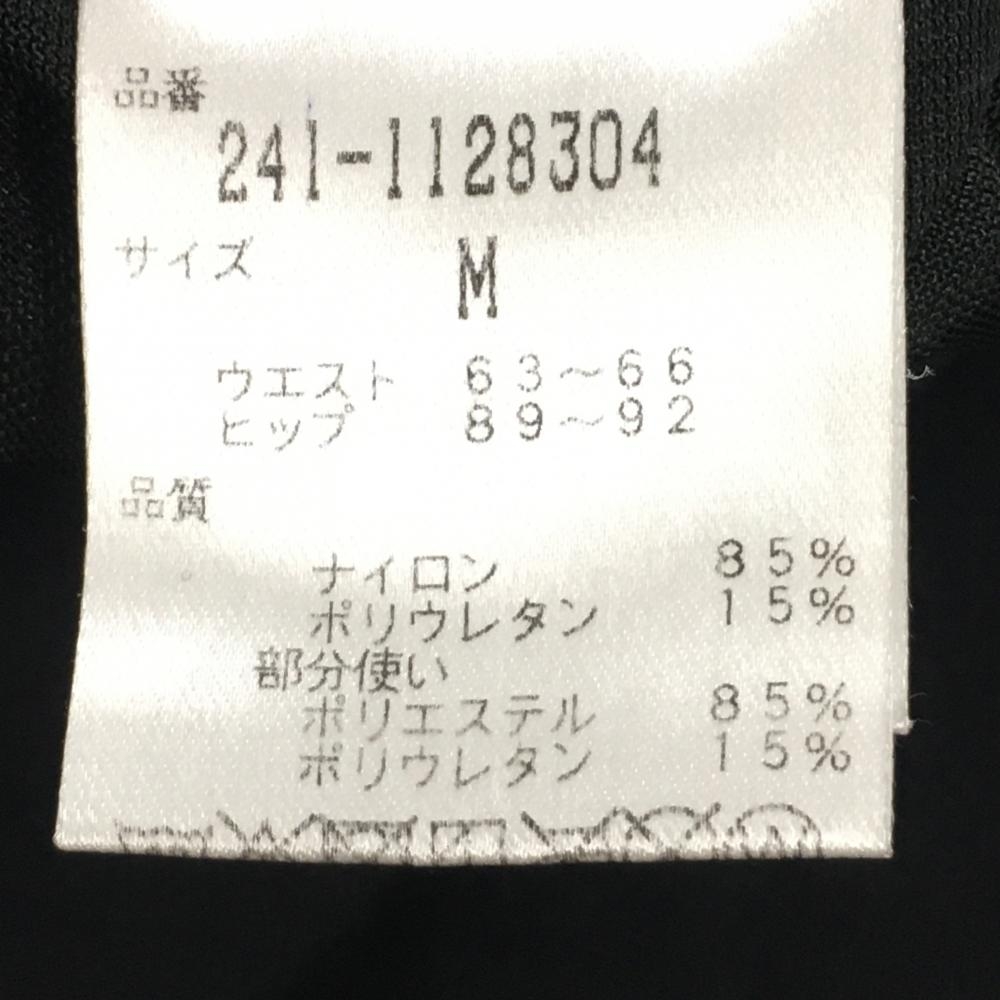 品番
241-1128304
サイズ M
ウエスト 63～66
ヒップ 89～92
品質
ナイロン 85%
ポリウレタン 15%
部分使い
ポリエステル 85%
ポリウレタン 15%